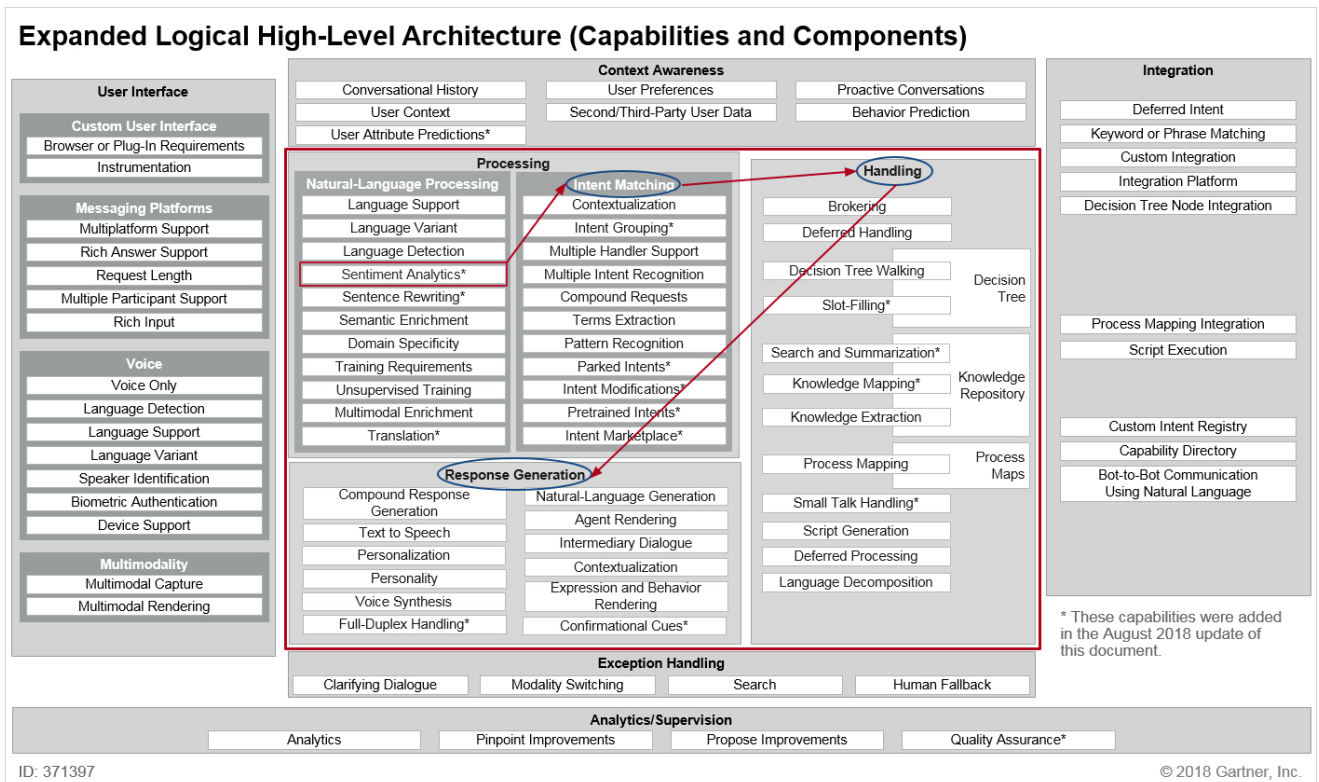 Expanded Logical High-Level Architecture (Capabilities and Components)
User Interface
Custom User Interface
Browser or Plug-In Requirements
Instrumentation
Messaging Platforms
Multiplatform Support
Rich Answer Support
Request Length
Multiple Participant Support
Rich Input
Voice
Voice Only
Language Detection
Language Support
Language Variant
Speaker Identification
Biometric Authentication
Device Support
Multimodality
Multimodal Capture
Multimodal Rendering
Context Awareness
Conversational History
User Preferences
Proactive Conversations
User Context
Second/Third-Party User Data
Behavior Prediction
User Attribute Predictions*
Processing
Natural-Language Processing
Language Support
Language Variant
Language Detection
Sentiment Analytics*
Sentence Rewriting*
Semantic Enrichment
Domain Specificity
Training Requirements
Unsupervised Training
Multimodal Enrichment
Translation*
Intent Matching
Contextualization
Intent Grouping*
Multiple Handler Support
Multiple Intent Recognition
Compound Requests
Terms Extraction
Pattern Recognition
Parked Intents*
Intent Modifications*
Pretrained Intents*
Intent Marketplace*
Response Generation
Compound Response
Generation
Text to Speech
Personalization
Personality
Voice Synthesis
Full-Duplex Handling*
Natural-Language Generation
Agent Rendering
Intermediary Dialogue
Contextualization
Expression and Behavior
Rendering
Confirmational Cues*
Handling
Brokering
Deferred Handling
Decision Tree Walking
Slot-Filling*
Decision
Tree
Search and Summarization*
Knowledge Mapping*
Knowledge Extraction
Knowledge
Repository
Process Mapping
Process
Maps
Small Talk Handling*
Script Generation
Deferred Processing
Language Decomposition
Integration
Deferred Intent
Keyword or Phrase Matching
Custom Integration
Integration Platform
Decision Tree Node Integration
Process Mapping Integration
Script Execution
Custom Intent Registry
Capability Directory
Bot-to-Bot Communication
Using Natural Language
* These capabilities were added
in the August 2018 update of
this document.
Exception Handling
Clarifying Dialogue
Modality Switching
Search
Human Fallback
Analytics/Supervision
Analytics
Pinpoint Improvements
Propose Improvements
Quality Assurance*
ID: 371397
© 2018 Gartner, Inc.